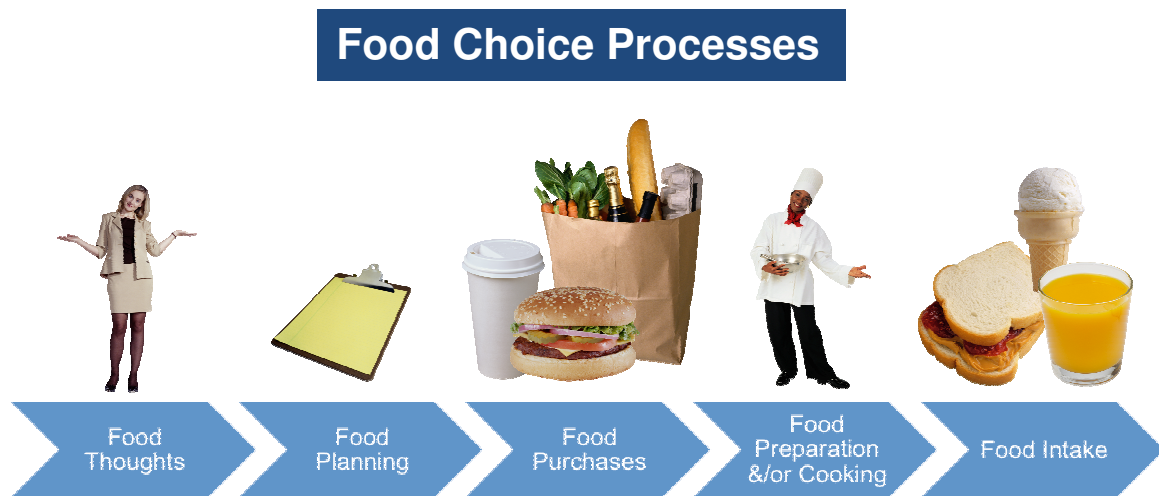 Food Choice Processes
Food
Thoughts
Food
Planning
Food
Purchases
Food
Preparation
&/or Cooking
Food Intake